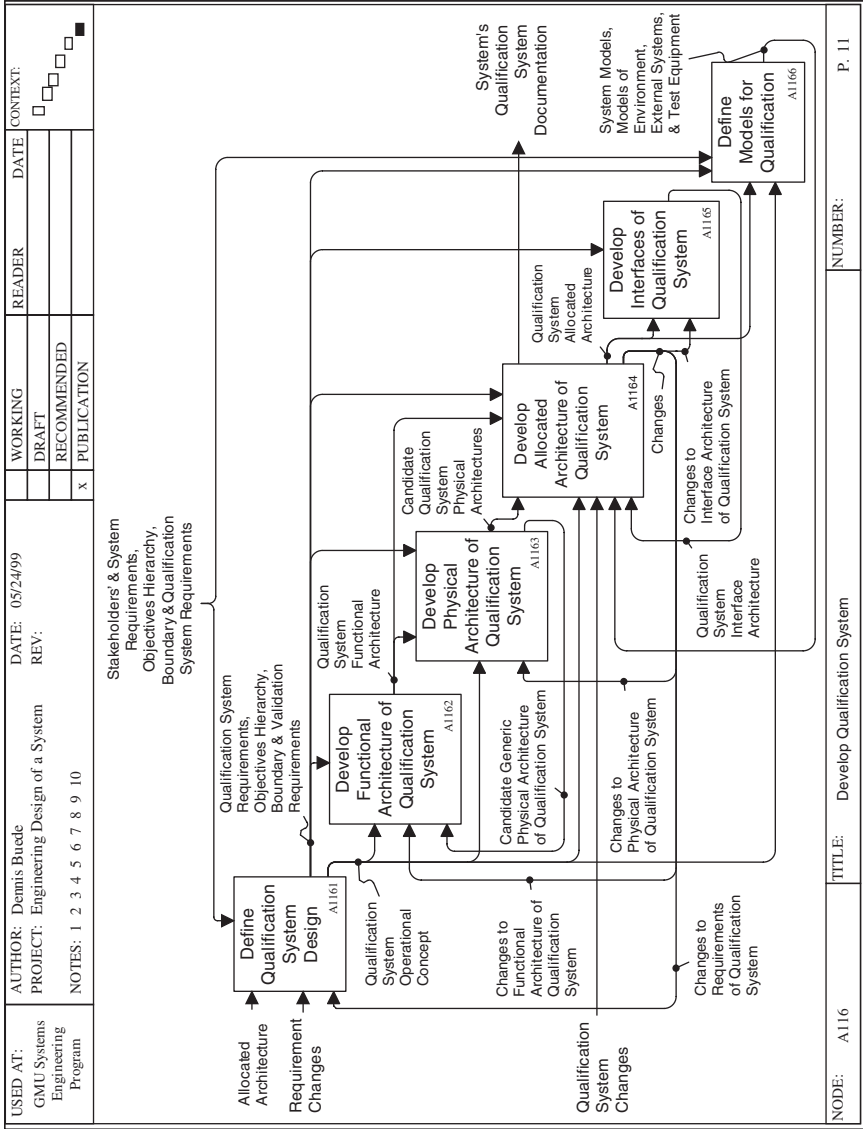 USED AT:
GMU Systems
Engineering
Program
AUTHOR: Dennis Buede
PROJECT: Engineering Design of a System
NOTES: 1 2 3 4 5 6 7 8 9 10
DATE: 05/24/99
REV:
WORKING
DRAFT
RECOMMENDED
x PUBLICATION
READER
DATE
CONTEXT:
Stakeholders' & System
Requirements,
Objectives Hierarchy,
Boundary & Qualification
System Requirements
Allocated
Architecture
Requirement
Changes
Define
Qualification
System
Design
A1161
Qualification System
Requirements,
Objectives Hierarchy,
Boundary & Validation
Requirements
Qualification
System
Operational
Concept
Develop
Functional
Architecture of
Qualification
System
A1162
Qualification
System
Functional
Architecture
Changes to
Functional
Architecture of
Qualification
System
Develop
Physical
Architecture of
Qualification
System
A1163
Candidate
Qualification
System
Physical
Architectures
Candidate Generic
Physical Architecture
of Qualification System
Changes to
Physical Architecture
of Qualification System
Develop
Allocated
Architecture of
Qualification
System
A1164
System's
Qualification
System
Documentation
Qualification
System
Allocated
Architecture
Changes
Changes to
Interface Architecture
of Qualification System
Develop
Interfaces of
Qualification
System
A1165
Qualification
System
Interface
Architecture
Define
Models for
Qualification
A1166
System Models,
Models of
Environment,
External Systems,
& Test Equipment
Qualification
System
Changes
Changes to
Requirements
of Qualification
System
NODE: A116
TITLE: Develop Qualification System
NUMBER:
P. 11